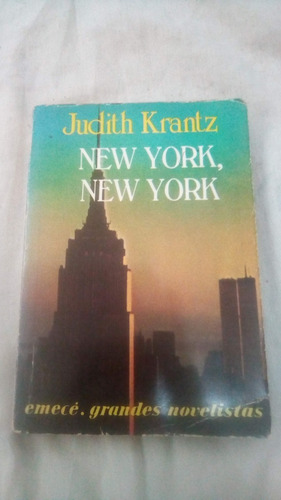 Judith Krantz
NEW YORK,
NEW YORK
emecé . grandes novelistas